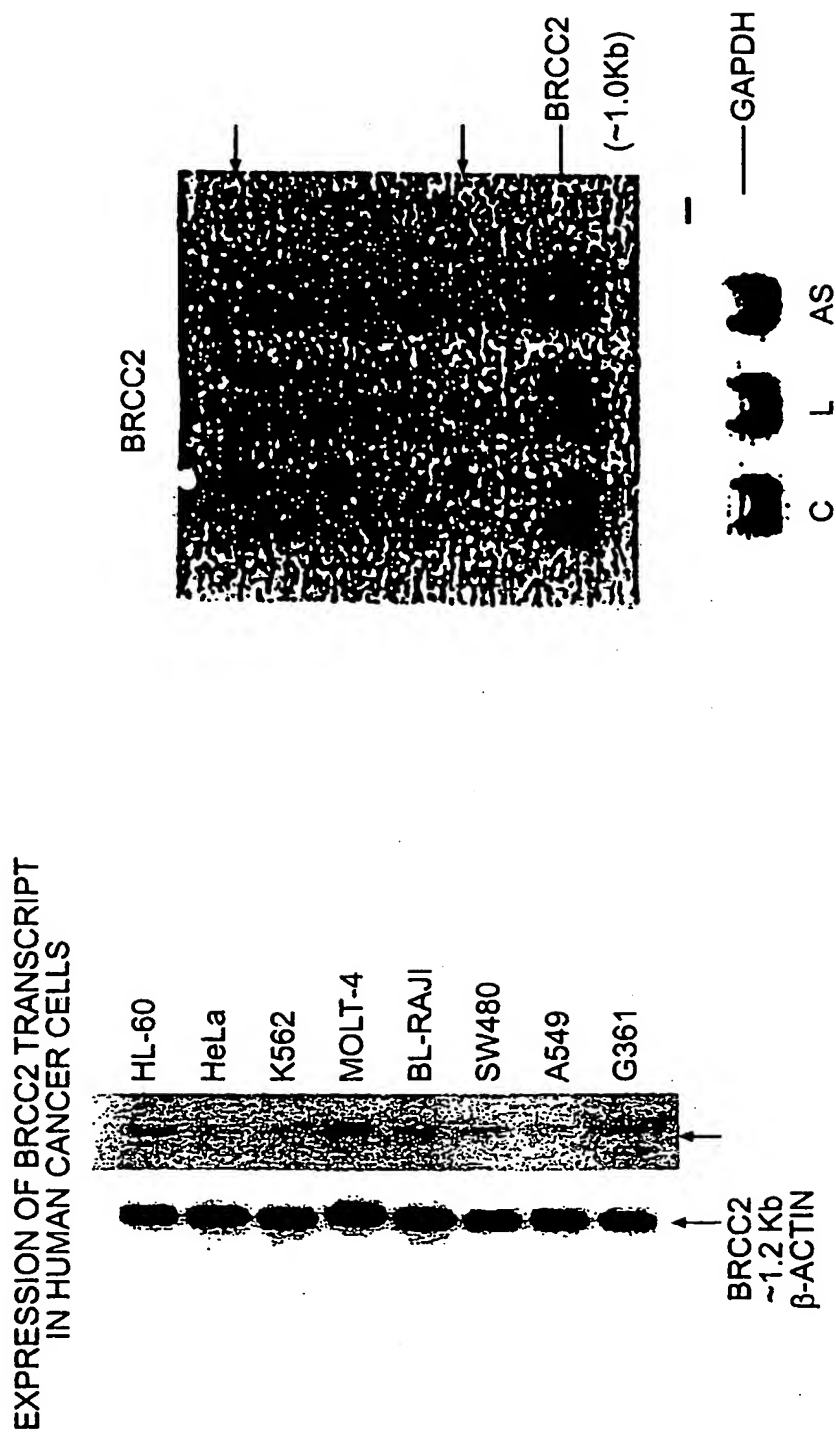 EXPRESSION OF BRCC2 TRANSCRIPT
IN HUMAN CANCER CELLS
HL-60
HeLa
K562
MOLT-4
BL-RAJI
SW480
A549
G361
BRCC2
~1.2 Kb
β-ACTIN
BRCC2
BRCC2
(~1.0Kb)
GAPDH
C L AS